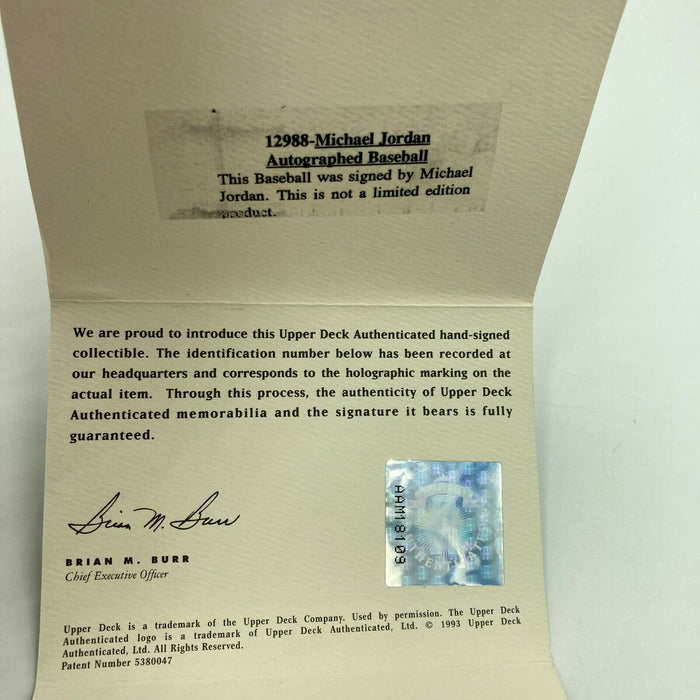 12988-Michael Jordan
Autographed Baseball
This Baseball was signed by Michael
Jordan. This is not a limited edition
product.
We are proud to introduce this Upper Deck Authenticated hand-signed
collectible. The identification number below has been recorded at
our headquarters and corresponds to the holographic marking on the
actual item. Through this process, the authenticity of Upper Deck
Authenticated memorabilia and the signature it bears is fully
guaranteed.
AAM18109
AUTHENTICATED
Brian M. Burr
BRIAN M. BURR
Chief Executive Officer
Upper Deck is a trademark of the Upper Deck Company. Used by permission. The Upper Deck
Authenticated logo is a trademark of Upper Deck Authenticated, Ltd. © 1993 Upper Deck
Authenticated, Ltd. All Rights Reserved.
Patent Number 5380047